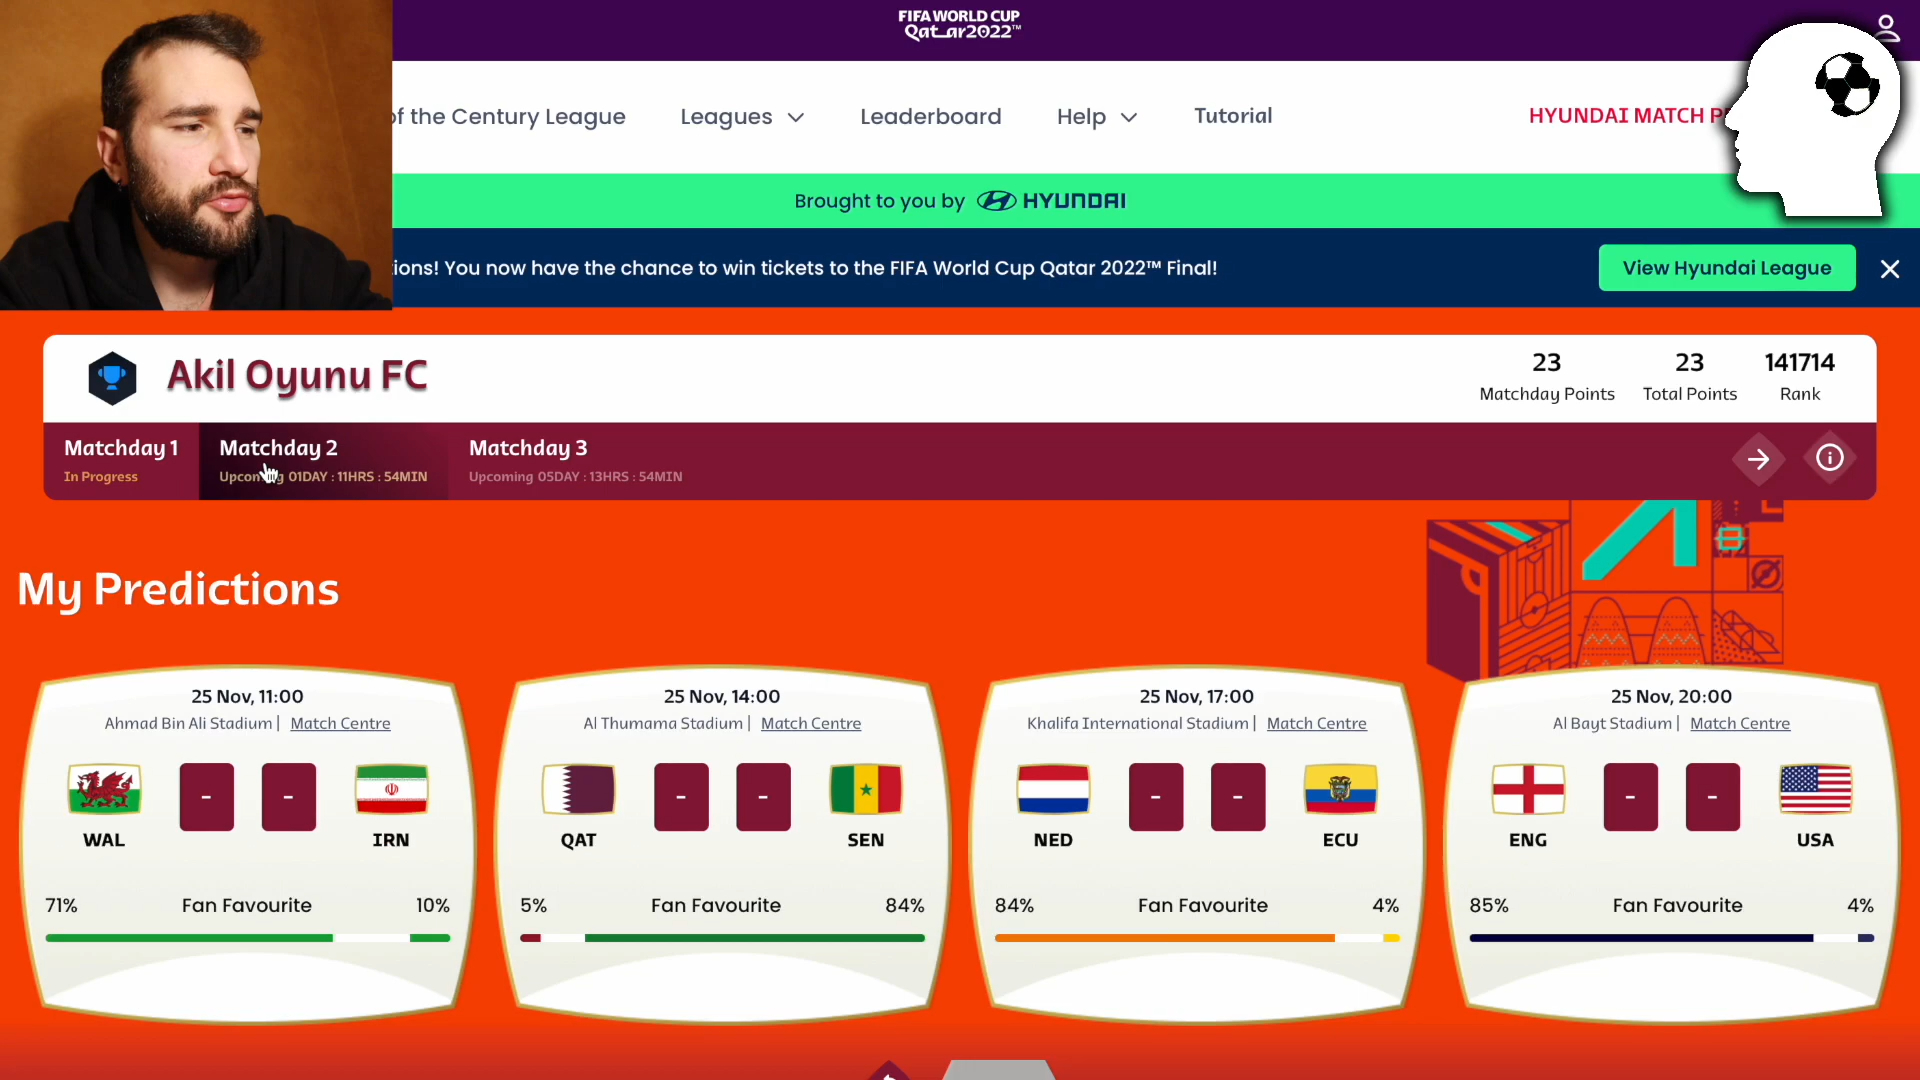 FIFA WORLD CUP
Qatar2022™
of the Century League
Leagues
Leaderboard
Help
Tutorial
HYUNDAI MATCH
Brought to you by HYUNDAI
You now have the chance to win tickets to the FIFA World Cup Qatar 2022™ Final!
View Hyundai League
Akil Oyunu FC
23
Matchday Points
23
Total Points
141714
Rank
Matchday 1
In Progress
Matchday 2
Upcoming 01DAY : 11HRS : 54MIN
Matchday 3
Upcoming 05DAY : 13HRS : 54MIN
My Predictions
25 Nov, 11:00
Ahmad Bin Ali Stadium | Match Centre
- -
WAL IRN
71% Fan Favourite 10%
25 Nov, 14:00
Al Thumama Stadium | Match Centre
- -
QAT SEN
5% Fan Favourite 84%
25 Nov, 17:00
Khalifa International Stadium | Match Centre
- -
NED ECU
84% Fan Favourite 4%
25 Nov, 20:00
Al Bayt Stadium | Match Centre
- -
ENG USA
85% Fan Favourite 4%